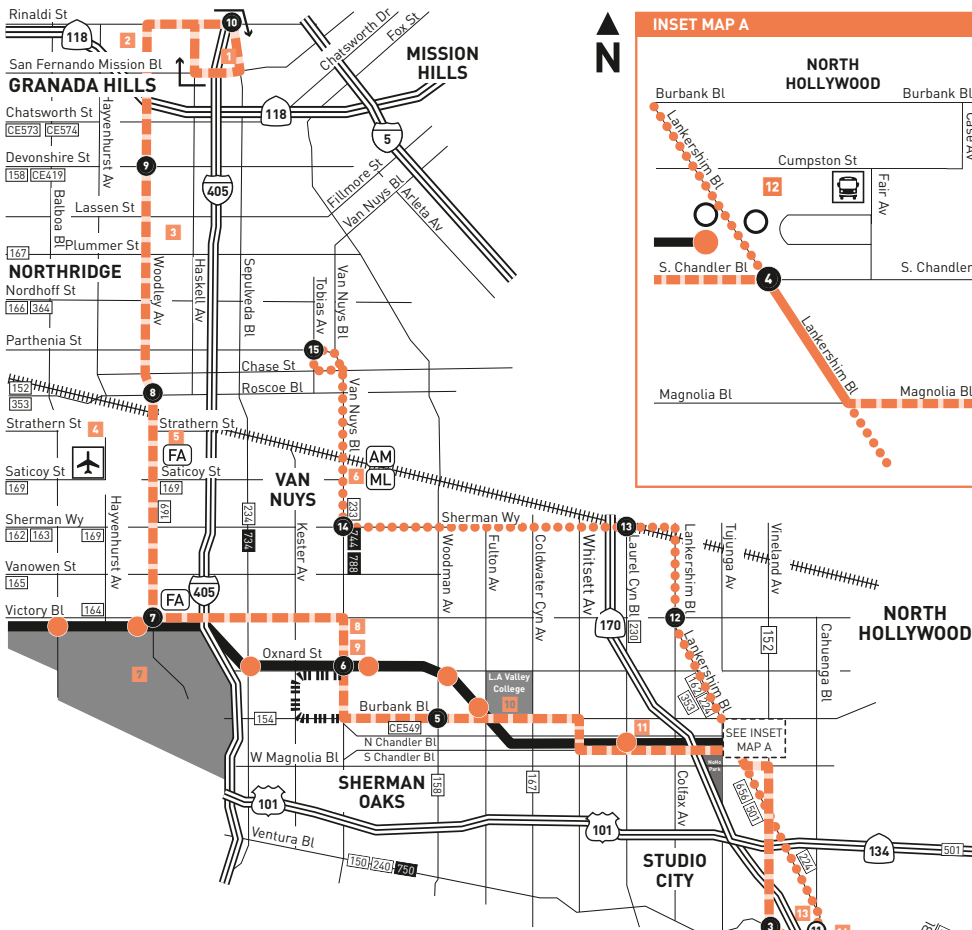 Rinaldi St
118
2
10
1
San Fernando Mission Bl
GRANADA HILLS
Chatsworth Dr
Fox St
MISSION
HILLS
N
Chatsworth St
CE573 CE574
Hayvenhurst Av
118
5
Devonshire St
158 CE419
9
405
Balboa Bl
Lassen St
Fillmore St
Van Nuys Bl
Arleta Av
3
167
Plummer St
NORTHRIDGE
Nordhoff St
166 364
Woodley Av
Haskell Av
Sepulveda Bl
Tobias Av
Van Nuys Bl
Parthenia St
15
Chase St
Roscoe Bl
152
353
8
Strathern St
4
5
Strathern St
FA
Van Nuys Bl
AM
ML
6
Saticoy St
169
Saticoy St
169
VAN
NUYS
Sherman Wy
162 163 169
169
234
734
233
14
744
788
Sherman Wy
13
Hayvenhurst Av
Kester Av
Woodman Av
Fulton Av
Coldwater Cyn Av
Whitsett Av
Laurel Cyn Bl
230
Lankershim Bl
Tujunga Av
Vineland Av
152
Cahuenga Bl
Vanowen St
165
405
Victory Bl
164
FA
7
7
8
9
170
12
NORTH
HOLLYWOOD
Oxnard St
6
Lankershim Bl
162 224
353
L.A Valley
College
10
154
Burbank Bl
CE549
5
11
N Chandler Bl
S Chandler Bl
W Magnolia Bl
SEE INSET
MAP A
NoHo
Park
SHERMAN
OAKS
158
167
Colfax Av
656 501
101
101
134
501
Ventura Bl
150 240 750
STUDIO
CITY
224
13
3
11
INSET MAP A
NORTH
HOLLYWOOD
Burbank Bl
Burbank Bl
Lankershim Bl
Case Av
Cumpston St
12
Fair Av
S. Chandler Bl
4
S. Chandler
Lankershim Bl
Magnolia Bl
Magnolia Bl